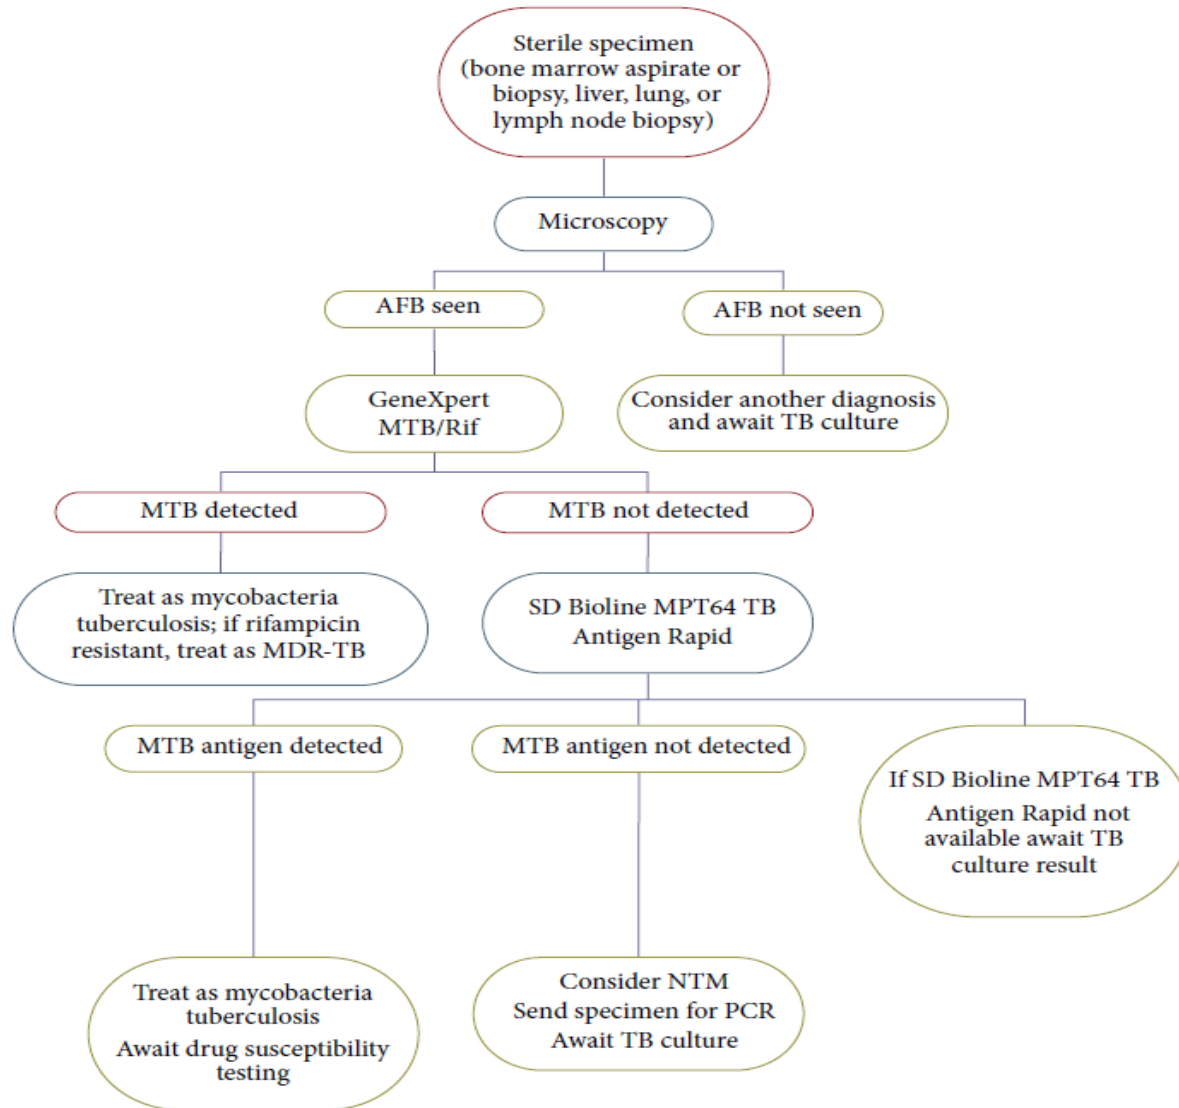 Sterile specimen
(bone marrow aspirate or
biopsy, liver, lung, or
lymph node biopsy)
Microscopy
AFB seen
AFB not seen
GeneXpert
MTB/Rif
Consider another diagnosis
and await TB culture
MTB detected
MTB not detected
Treat as mycobacteria
tuberculosis; if rifampicin
resistant, treat as MDR-TB
SD Bioline MPT64 TB
Antigen Rapid
MTB antigen detected
MTB antigen not detected
If SD Bioline MPT64 TB
Antigen Rapid not
available await TB
culture result
Treat as mycobacteria
tuberculosis
Await drug susceptibility
testing
Consider NTM
Send specimen for PCR
Await TB culture